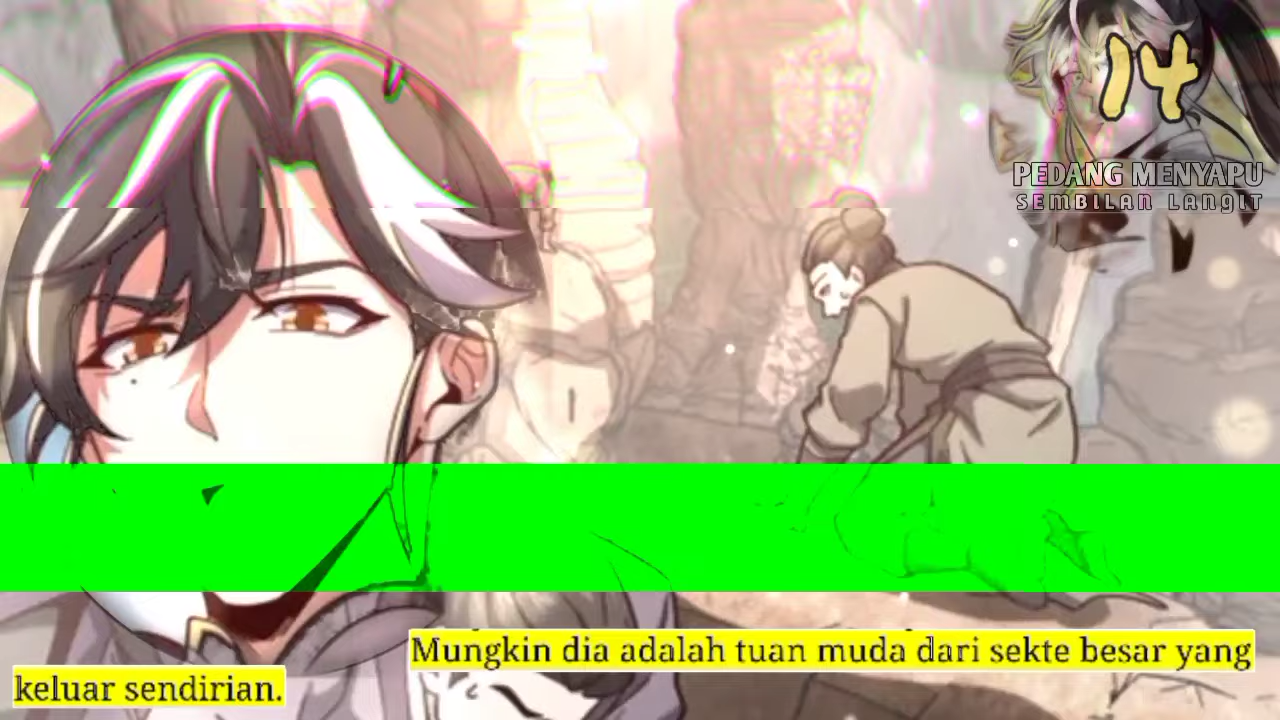 14
PEDANG MENYAPU
SEMBILAN LANGIT
Mungkin dia adalah tuan muda dari sekte besar yang
keluar sendirian.